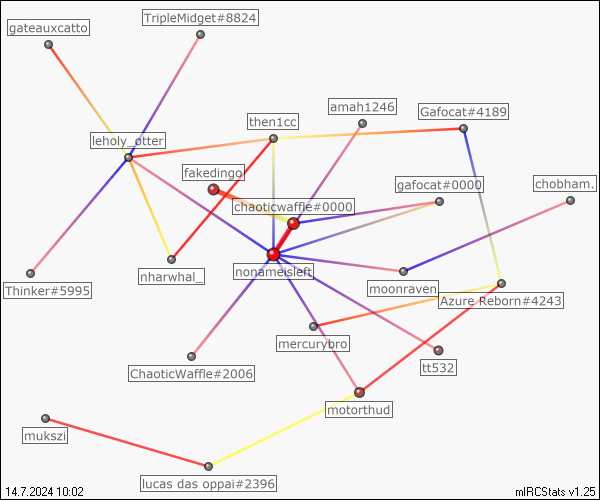 TripleMidget#8824
gateauxcatto
amah1246
Gafocat#4189
then1cc
leholy_otter
fakedingo
gafocat#0000
chobham.
chaoticwaffle#0000
nonameisleft
nharwhal_
moonraven
Thinker#5995
Azure Reborn#4243
mercurybro
tt532
ChaoticWaffle#2006
motorthud
mukszi
lucas das oppai#2396
14.7.2024 10:02
mIRCStats v1.25